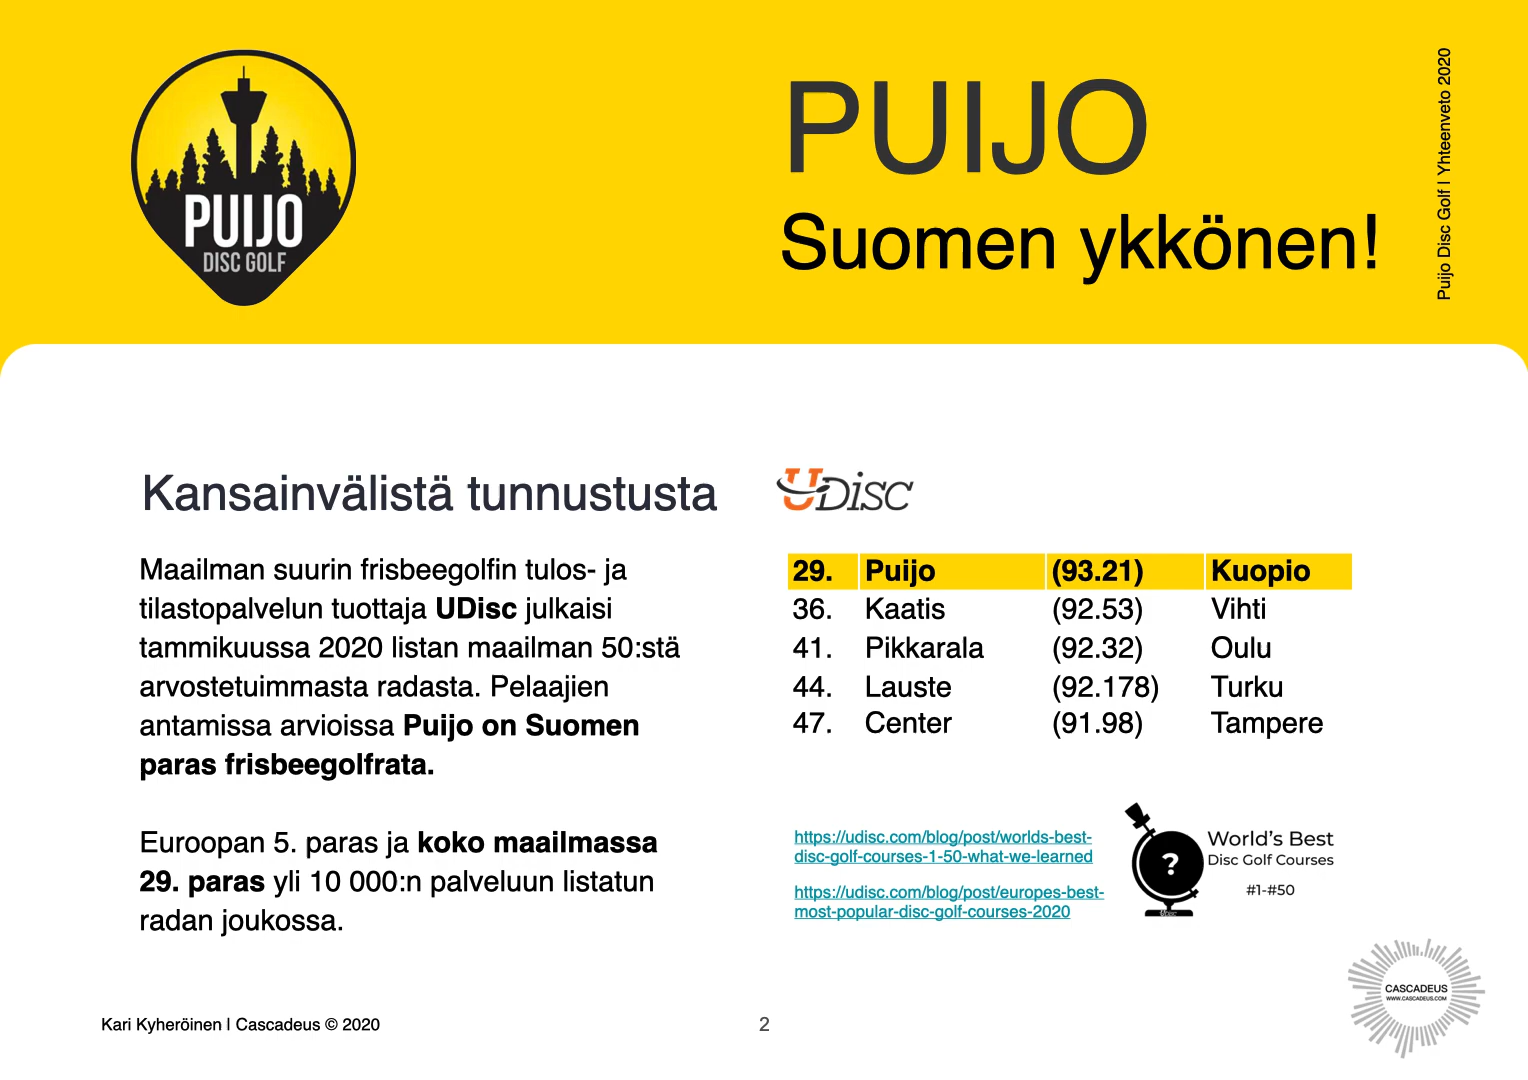 PUIJO
DISC GOLF
PUIJO
Suomen ykkönen!
Puijo Disc Golf | Yhteenveto 2020
Kansainvälistä tunnustusta
Maailman suurin frisbeegolfin tulos- ja
tilastopalvelun tuottaja UDisc julkaisi
tammikuussa 2020 listan maailman 50:stä
arvostetuimmasta radasta. Pelaajien
antamissa arvioissa Puijo on Suomen
paras frisbeegolfrata.
Euroopan 5. paras ja koko maailmassa
29. paras yli 10 000:n palveluun listatun
radan joukossa.
UDisc
29. Puijo (93.21) Kuopio
36. Kaatis (92.53) Vihti
41. Pikkarala (92.32) Oulu
44. Lauste (92.178) Turku
47. Center (91.98) Tampere
https://udisc.com/blog/post/worlds-best-
disc-golf-courses-1-50-what-we-learned
https://udisc.com/blog/post/europes-best-
most-popular-disc-golf-courses-2020
?
UDisc
World's Best
Disc Golf Courses
#1-#50
CASCADEUS
WWW.CASCADEUS.COM
Kari Kyheröinen | Cascadeus © 2020
2